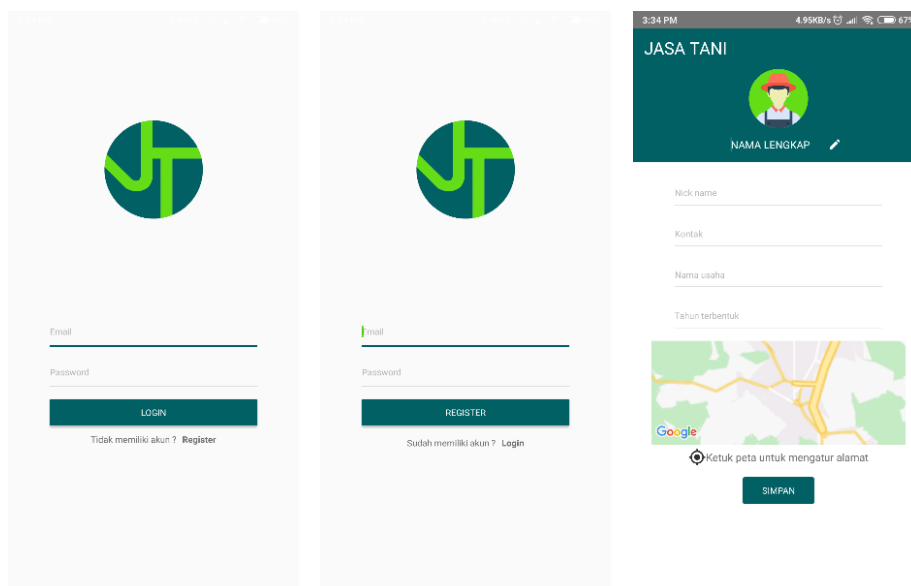 JT
Email
Password
LOGIN
Tidak memiliki akun ? Register
JT
Email
Password
REGISTER
Sudah memiliki akun ? Login
3:34 PM 4.95KB/s 67%
JASA TANI
NAMA LENGKAP
Nick name
Kontak
Nama usaha
Tahun terbentuk
Google
Ketuk peta untuk mengatur alamat
SIMPAN